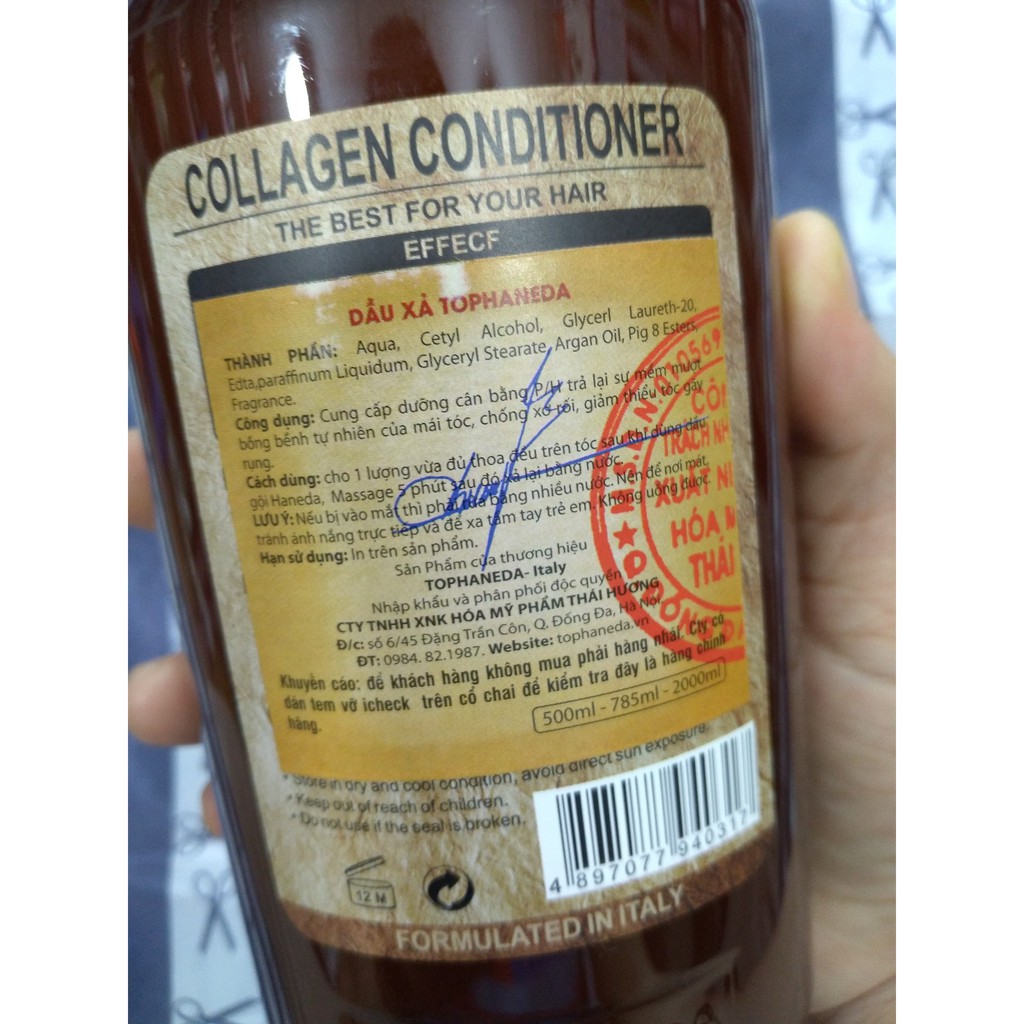 COLLAGEN CONDITIONER
THE BEST FOR YOUR HAIR
EFFECF
DẦU XẢ TOPHANEDA
THÀNH PHẦN: Aqua, Cetyl Alcohol, Glycerl Laureth-20,
Edta,paraffinum Liquidum, Glyceryl Stearate, Argan Oil, Pig 8 Esters,
Fragrance.
Công dụng: Cung cấp dưỡng cân bằng P/H trả lại sự mềm mượt
bồng bềnh tự nhiên của mái tóc, chống xơ rối, giảm thiểu tóc gãy
rụng.
Cách dùng: cho 1 lượng vừa đủ thoa đều trên tóc sau khi dùng dầu
gội Haneda, Massage 5 phút sau đó xả lại bằng nước.
LƯU Ý: Nếu bị vào mắt thì phải rửa bằng nhiều nước. Nên để nơi mát,
tránh ánh nắng trực tiếp và để xa tầm tay trẻ em. Không uống được.
Hạn sử dụng: In trên sản phẩm.
Sản Phẩm của thương hiệu
TOPHANEDA- Italy
Nhập khẩu và phân phối độc quyền
CTY TNHH XNK HÓA MỸ PHẨM THÁI HƯƠNG
Đ/c: số 6/45 Đặng Trần Côn, Q. Đống Đa, Hà Nội
ĐT: 0984. 82.1987. Website: tophaneda.vn
Khuyên cáo: để khách hàng không mua phải hàng nhái. Cty có
dán tem vỡ icheck trên cổ chai để kiểm tra đây là hàng chính
hãng.
500ml - 785ml - 2000ml
CÔN
TRÁCH NH
XUẤT N
HÓA M
THÁI
• Store in dry and cool condition, avoid direct sun exposure.
• Keep out of reach of children.
• Do not use if the seal is broken.
12 M
4 897077 940317
FORMULATED IN ITALY